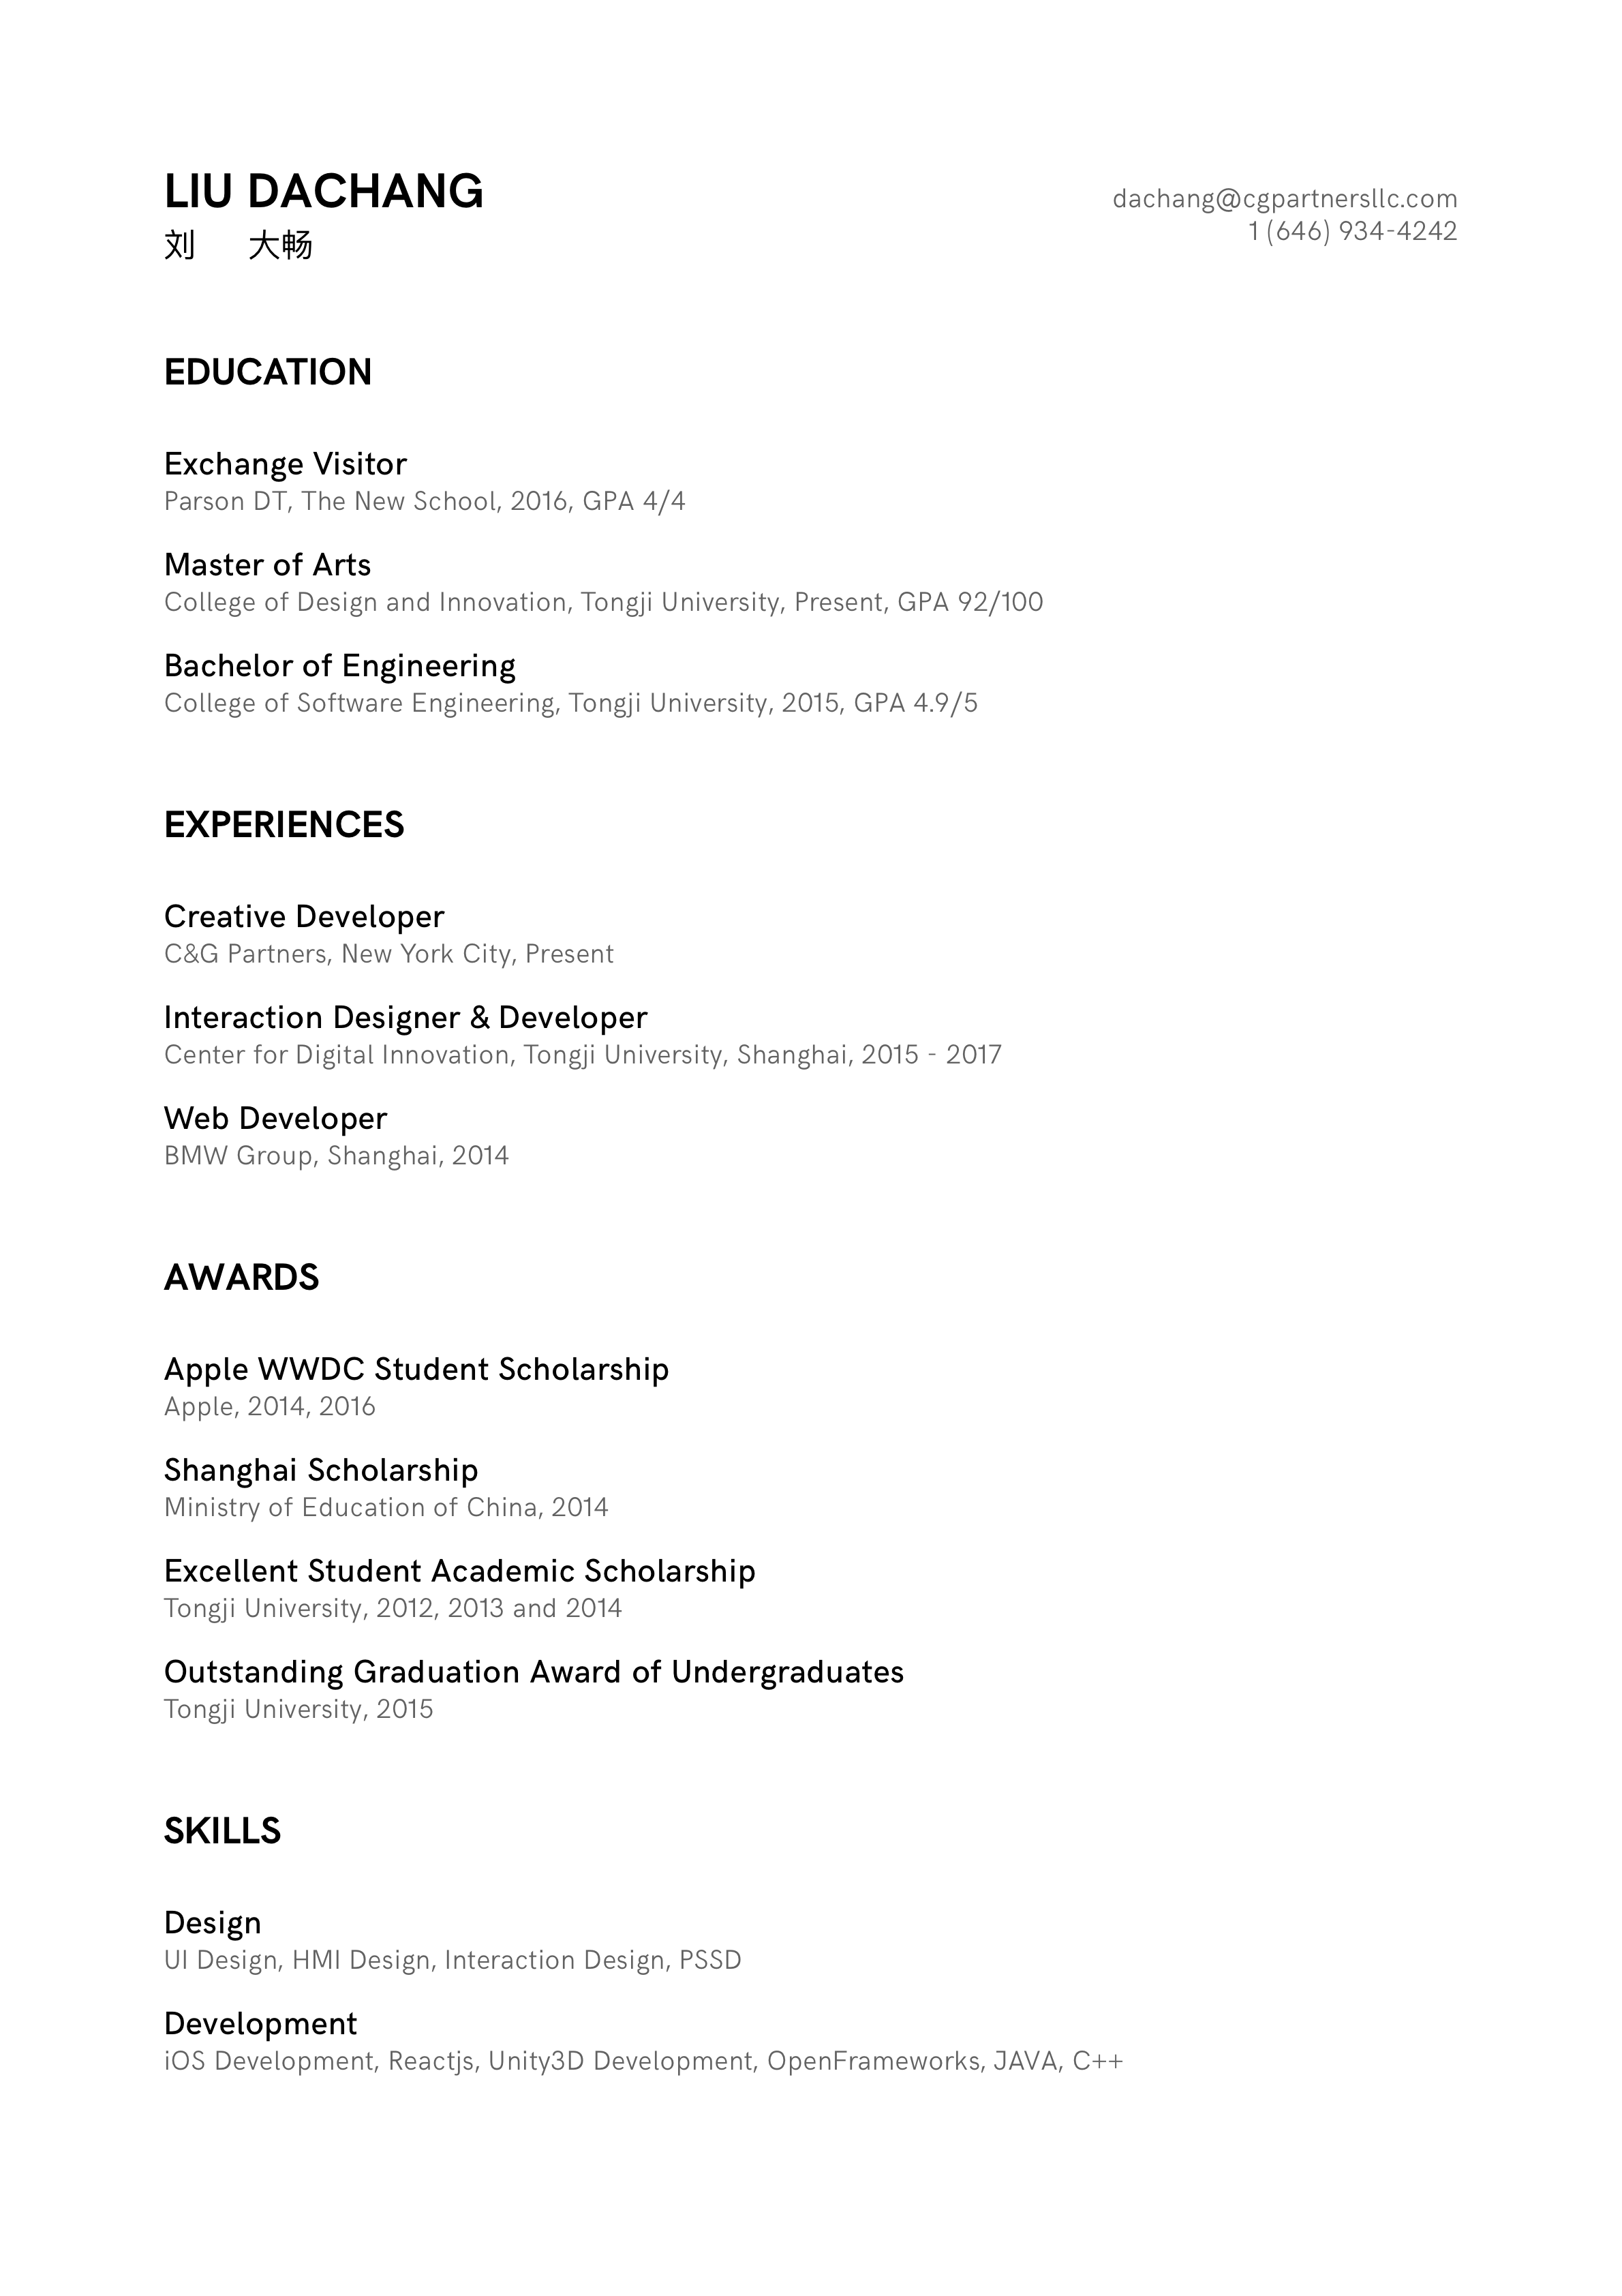 LIU DACHANG
刘 大畅
dachang@cgpartnersllc.com
1 (646) 934-4242
EDUCATION
Exchange Visitor
Parson DT, The New School, 2016, GPA 4/4
Master of Arts
College of Design and Innovation, Tongji University, Present, GPA 92/100
Bachelor of Engineering
College of Software Engineering, Tongji University, 2015, GPA 4.9/5
EXPERIENCES
Creative Developer
C&G Partners, New York City, Present
Interaction Designer & Developer
Center for Digital Innovation, Tongji University, Shanghai, 2015 - 2017
Web Developer
BMW Group, Shanghai, 2014
AWARDS
Apple WWDC Student Scholarship
Apple, 2014, 2016
Shanghai Scholarship
Ministry of Education of China, 2014
Excellent Student Academic Scholarship
Tongji University, 2012, 2013 and 2014
Outstanding Graduation Award of Undergraduates
Tongji University, 2015
SKILLS
Design
UI Design, HMI Design, Interaction Design, PSSD
Development
iOS Development, Reactjs, Unity3D Development, OpenFrameworks, JAVA, C++